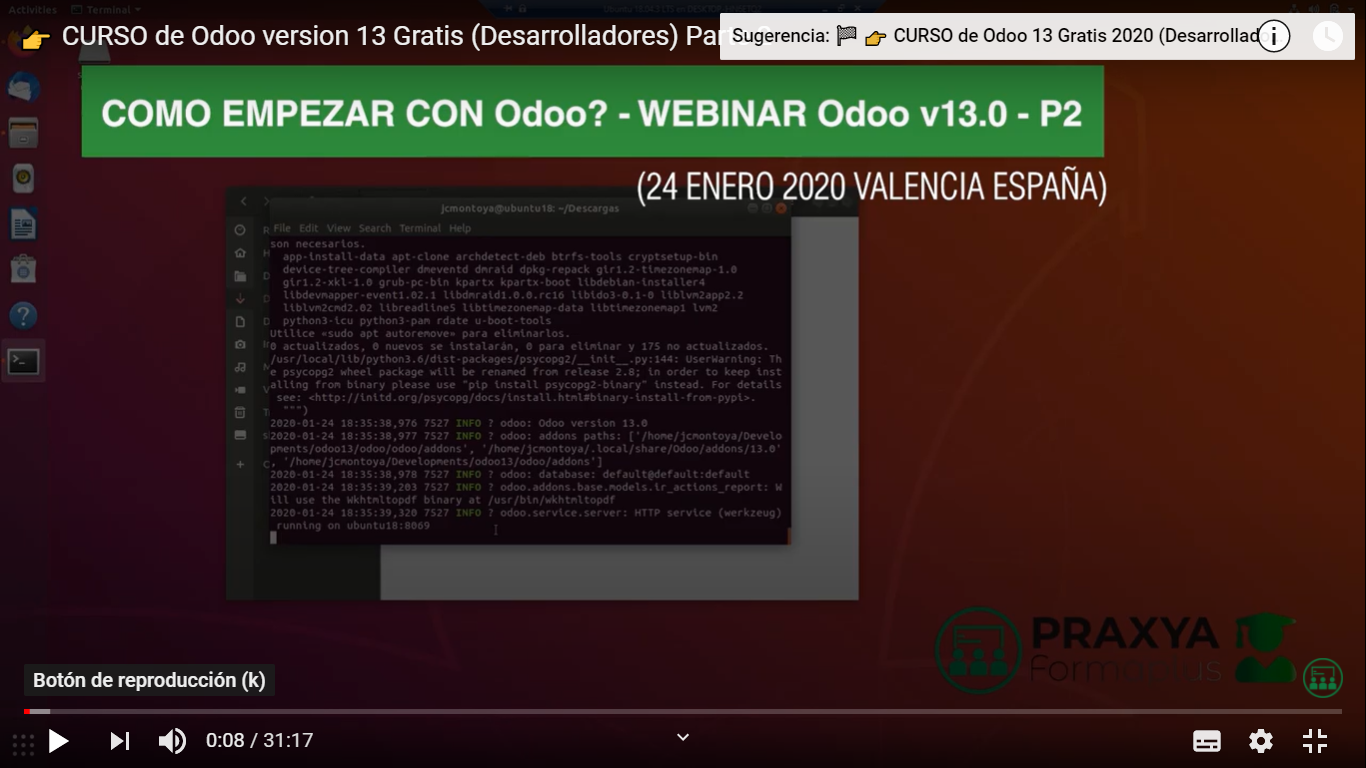 Activities Terminal
👉 CURSO de Odoo version 13 Gratis (Desarrolladores) Parte
Sugerencia: 🏁 👉 CURSO de Odoo 13 Gratis 2020 (Desarrollado
COMO EMPEZAR CON Odoo? - WEBINAR Odoo v13.0 - P2
(24 ENERO 2020 VALENCIA ESPAÑA)
jcmontoya@ubuntu18: ~/Descargas
File Edit View Search Terminal Help
son necesarios.
app-install-data apt-clone archdetect-deb btrfs-tools cryptsetup-bin
device-tree-compiler dmeventd dmraid dpkg-repack gir1.2-timezonemap-1.0
gir1.2-xkl-1.0 grub-pc-bin kpartx kpartx-boot libdebian-installer4
libdevmapper-event1.02.1 libdmraid1.0.0.rc16 libido3-0.1-0 liblvm2app2.2
liblvm2cmd2.02 libreadline5 libtimezonemap-data libtimezonemap1 lvm2
python3-icu python3-pam rdate u-boot-tools
Utilice «sudo apt autoremove» para eliminarlos.
0 actualizados, 0 nuevos se instalarán, 0 para eliminar y 175 no actualizados.
/usr/local/lib/python3.6/dist-packages/psycopg2/__init__.py:144: UserWarning: Th
e psycopg2 wheel package will be renamed from release 2.8; in order to keep inst
alling from binary please use "pip install psycopg2-binary" instead. For details
see: <http://initd.org/psycopg/docs/install.html#binary-install-from-pypi>.
""")
2020-01-24 18:35:38,976 7527 INFO ? odoo: Odoo version 13.0
2020-01-24 18:35:38,977 7527 INFO ? odoo: addons paths: ['/home/jcmontoya/Develo
pments/odoo13/odoo/odoo/addons', '/home/jcmontoya/.local/share/Odoo/addons/13.0'
, '/home/jcmontoya/Developments/odoo13/odoo/addons']
2020-01-24 18:35:38,978 7527 INFO ? odoo: database: default@default:default
2020-01-24 18:35:39,203 7527 INFO ? odoo.addons.base.models.ir_actions_report: W
ill use the Wkhtmltopdf binary at /usr/bin/wkhtmltopdf
2020-01-24 18:35:39,320 7527 INFO ? odoo.service.server: HTTP service (werkzeug)
running on ubuntu18:8069
PRAXYA
Formaplus
Botón de reproducción (k)
0:08 / 31:17